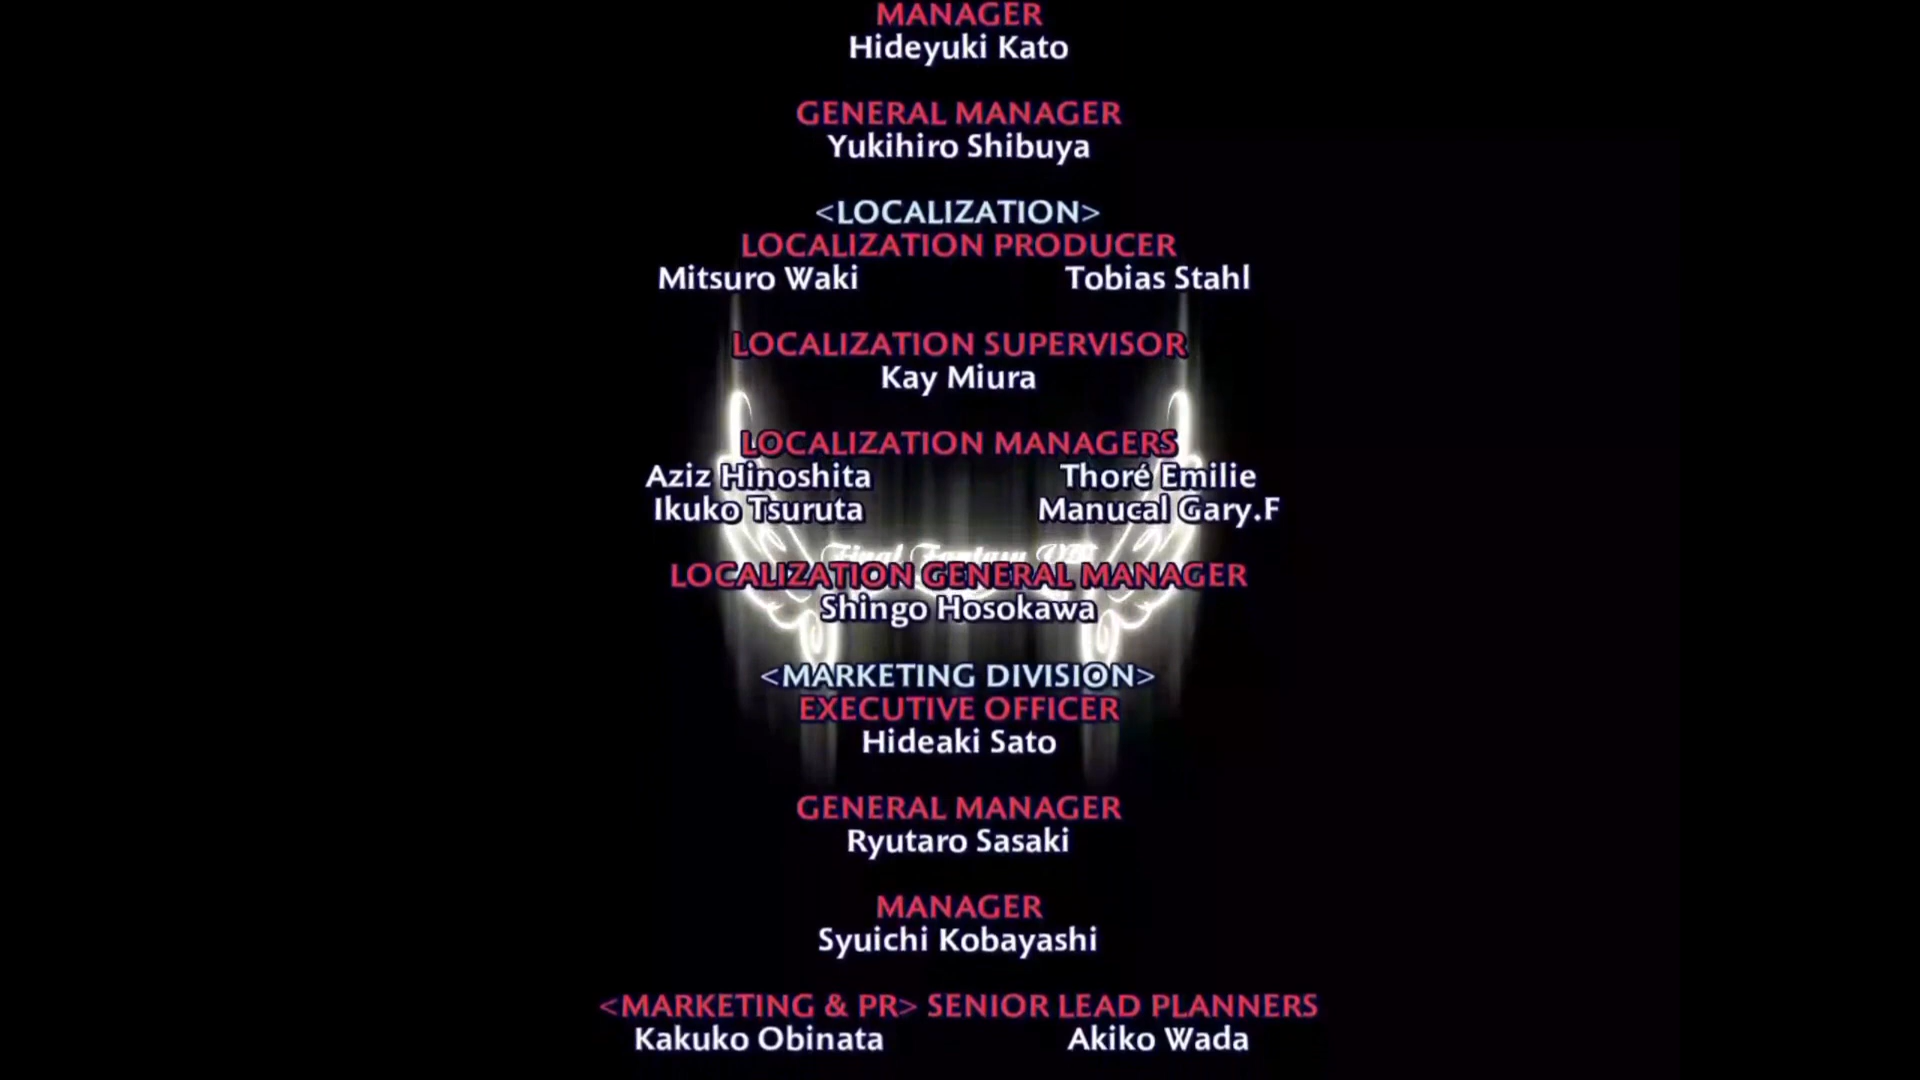 MANAGER
Hideyuki Kato
GENERAL MANAGER
Yukihiro Shibuya
<LOCALIZATION>
LOCALIZATION PRODUCER
Mitsuro Waki Tobias Stahl
LOCALIZATION SUPERVISOR
Kay Miura
LOCALIZATION MANAGERS
Aziz Hinoshita Thoré Emilie
Ikuko Tsuruta Manucal Gary.F
Final Fantasy
LOCALIZATION GENERAL MANAGER
Shingo Hosokawa
<MARKETING DIVISION>
EXECUTIVE OFFICER
Hideaki Sato
GENERAL MANAGER
Ryutaro Sasaki
MANAGER
Syuichi Kobayashi
<MARKETING & PR> SENIOR LEAD PLANNERS
Kakuko Obinata Akiko Wada